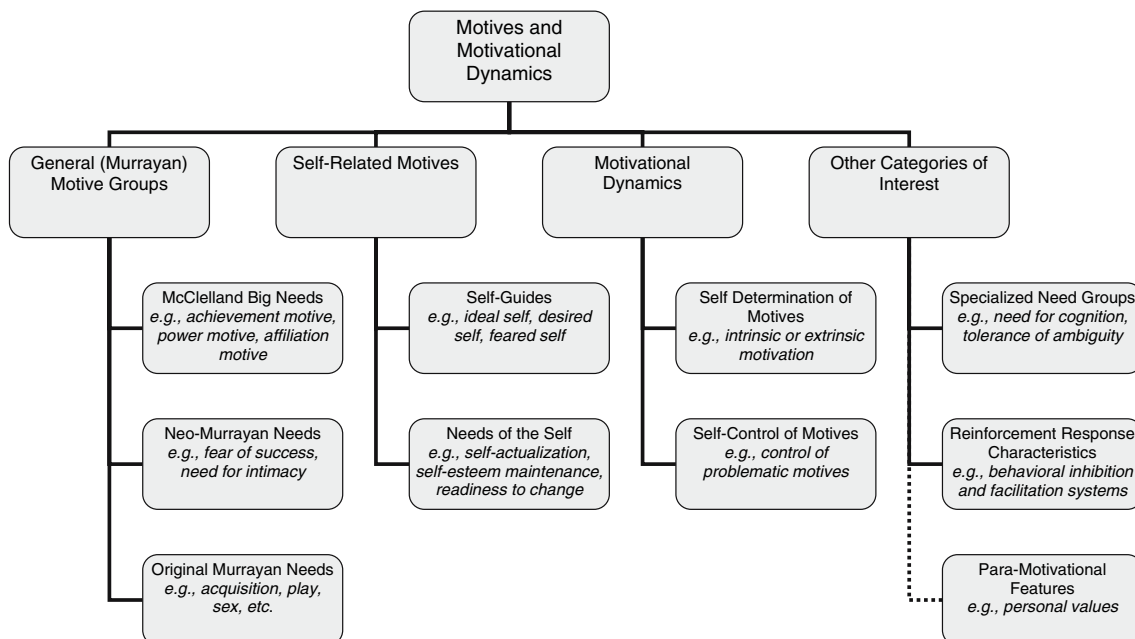 Motives and
Motivational
Dynamics
General (Murrayan)
Motive Groups
Self-Related Motives
Motivational
Dynamics
Other Categories of
Interest
McClelland Big Needs
e.g., achievement motive,
power motive, affiliation
motive
Self-Guides
e.g., ideal self, desired
self, feared self
Self Determination of
Motives
e.g., intrinsic or extrinsic
motivation
Specialized Need Groups
e.g., need for cognition,
tolerance of ambiguity
Neo-Murrayan Needs
e.g., fear of success,
need for intimacy
Needs of the Self
e.g., self-actualization,
self-esteem maintenance,
readiness to change
Self-Control of Motives
e.g., control of
problematic motives
Reinforcement Response
Characteristics
e.g., behavioral inhibition
and facilitation systems
Original Murrayan Needs
e.g., acquisition, play,
sex, etc.
Para-Motivational
Features
e.g., personal values